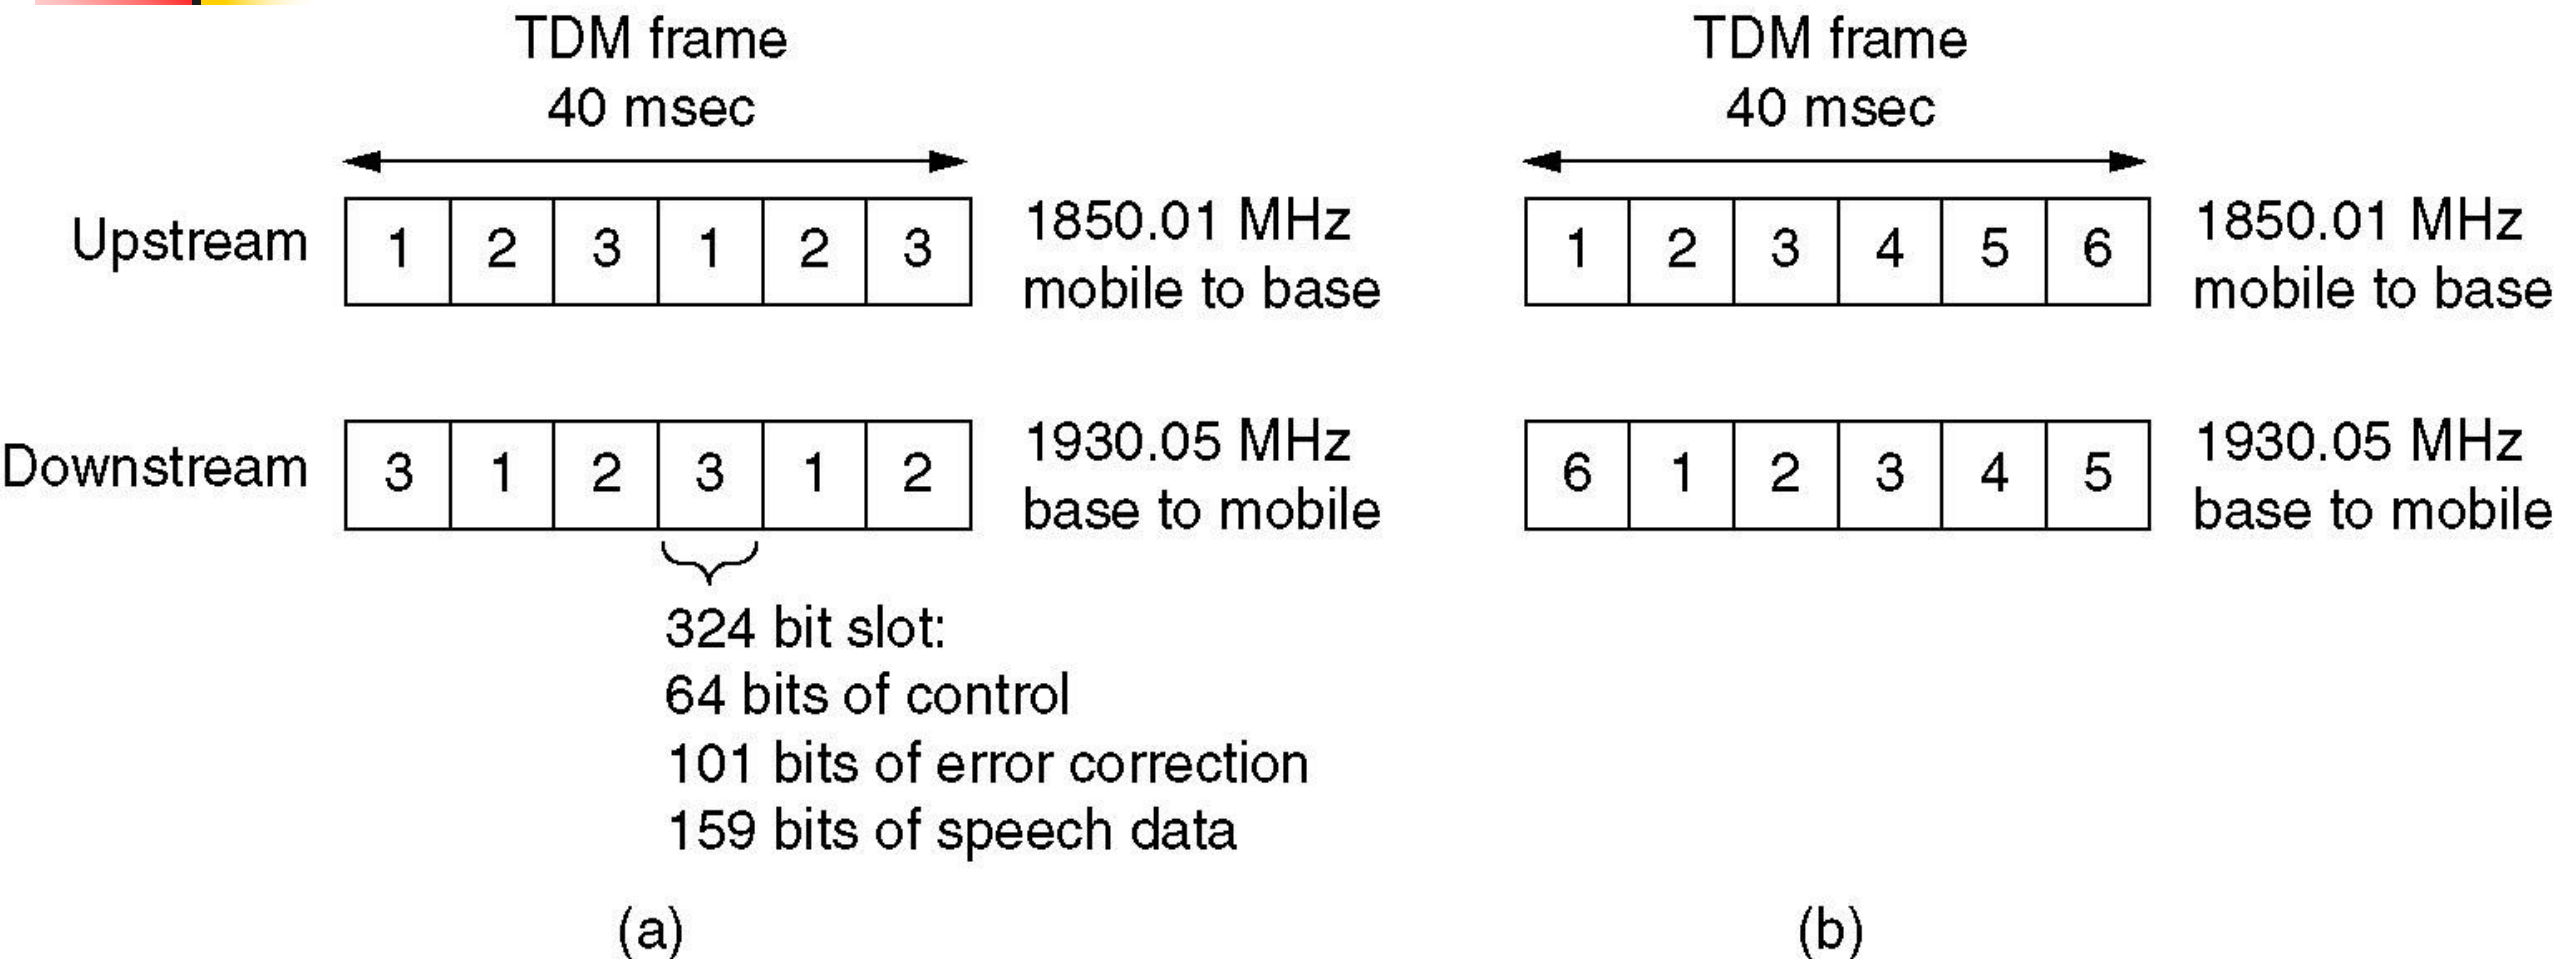 TDM frame
40 msec
Upstream
1 2 3 1 2 3
1850.01 MHz
mobile to base
Downstream
3 1 2 3 1 2
1930.05 MHz
base to mobile
324 bit slot:
64 bits of control
101 bits of error correction
159 bits of speech data
(a)
TDM frame
40 msec
1 2 3 4 5 6
1850.01 MHz
mobile to base
6 1 2 3 4 5
1930.05 MHz
base to mobile
(b)